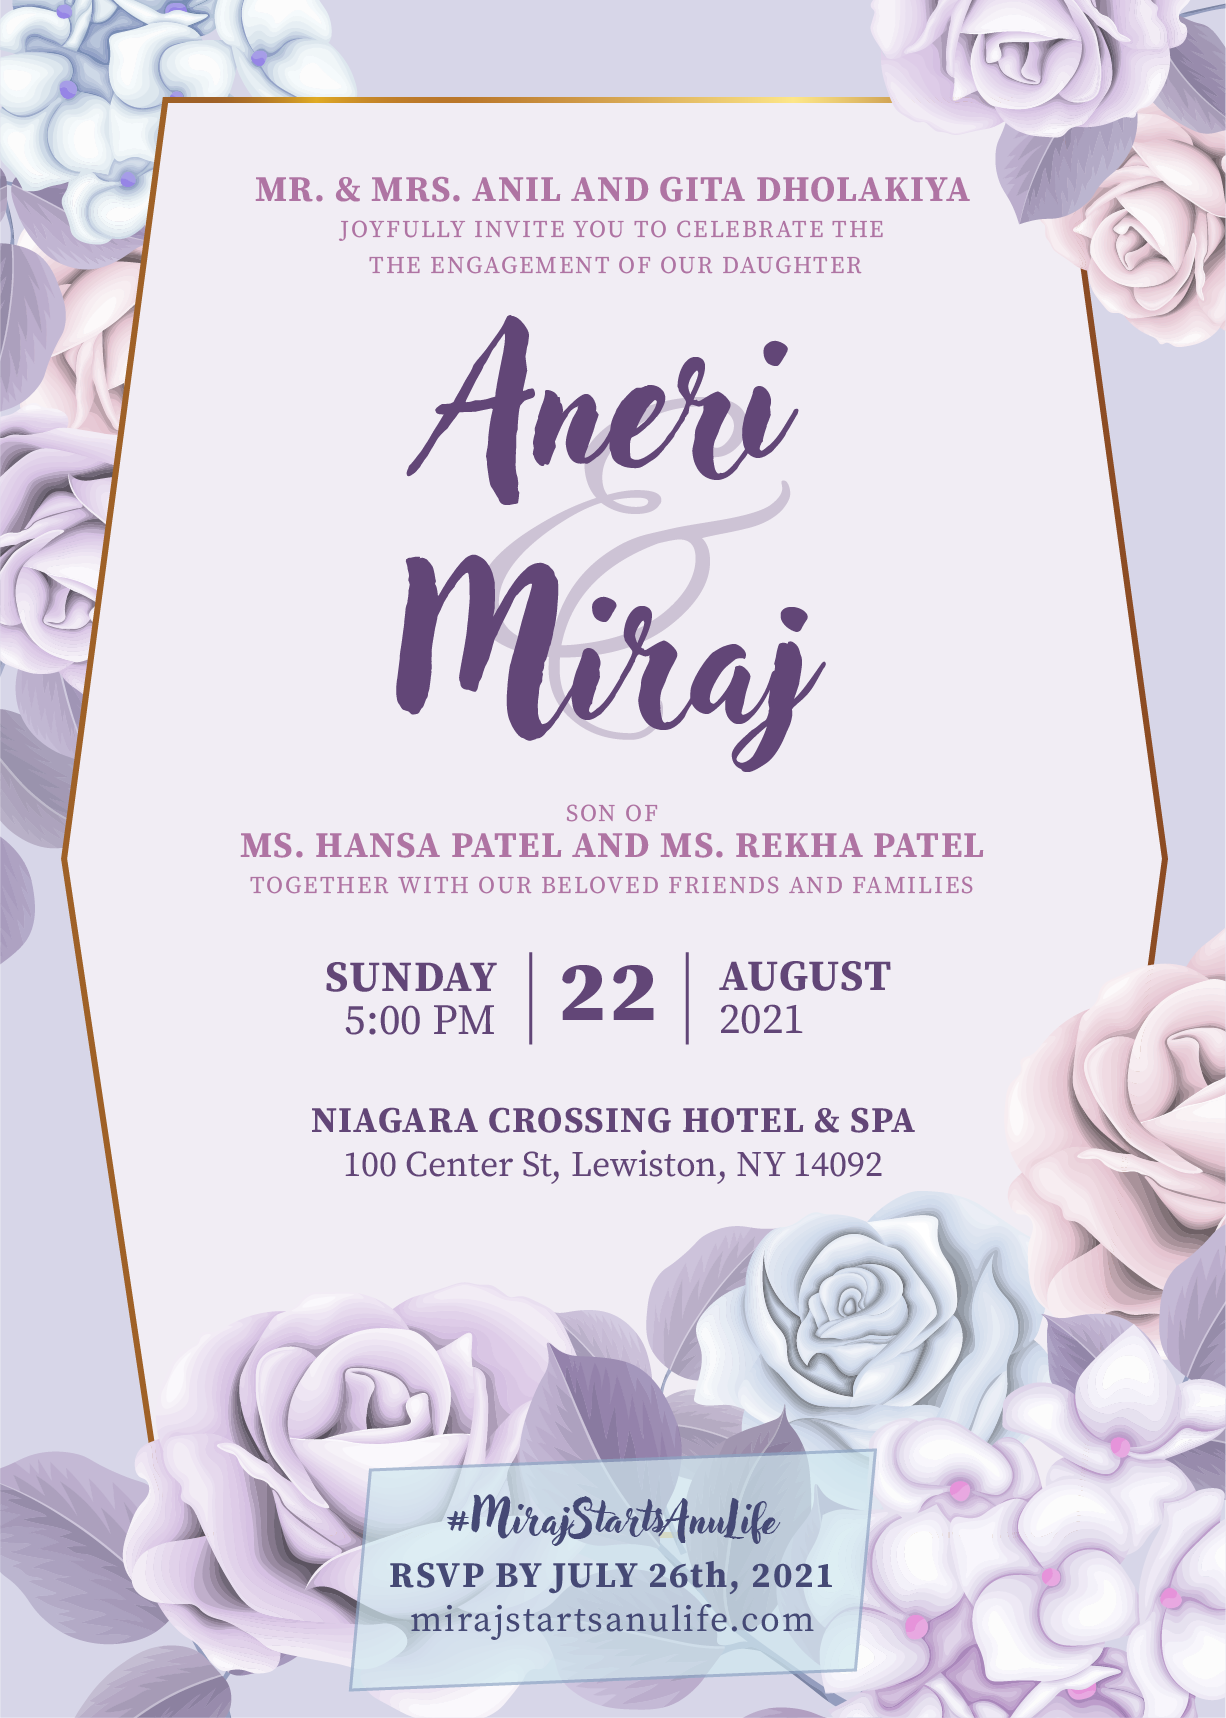 MR. & MRS. ANIL AND GITA DHOLAKIYA
JOYFULLY INVITE YOU TO CELEBRATE THE
THE ENGAGEMENT OF OUR DAUGHTER
Aneri
&
Miraj
SON OF
MS. HANSA PATEL AND MS. REKHA PATEL
TOGETHER WITH OUR BELOVED FRIENDS AND FAMILIES
SUNDAY
5:00 PM
22
AUGUST
2021
NIAGARA CROSSING HOTEL & SPA
100 Center St, Lewiston, NY 14092
#MirajStartsAnuLife
RSVP BY JULY 26th, 2021
mirajstartsanulife.com